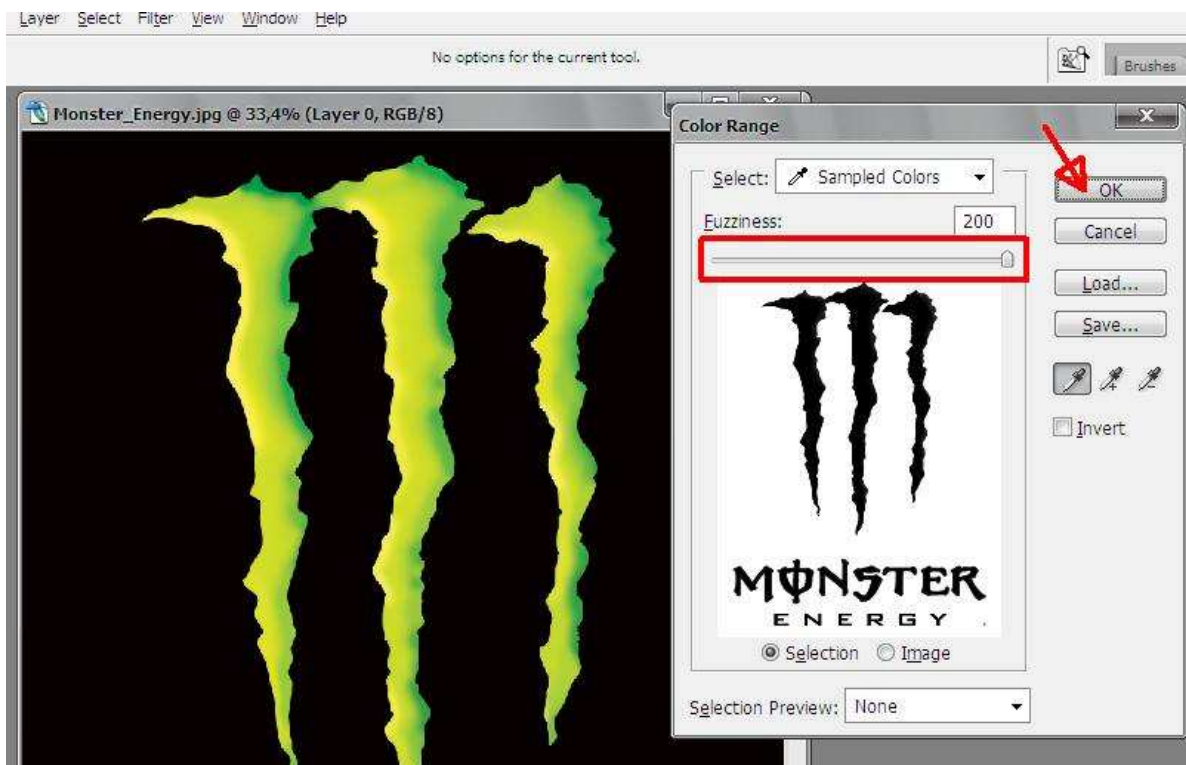 Layer Select Filter View Window Help
No options for the current tool.
Brushes
Monster_Energy.jpg @ 33,4% (Layer 0, RGB/8)
Color Range
Select: Sampled Colors
OK
Fuzziness: 200
Cancel
Load...
Save...
Invert
MONSTER
ENERGY
Selection Image
Selection Preview: None